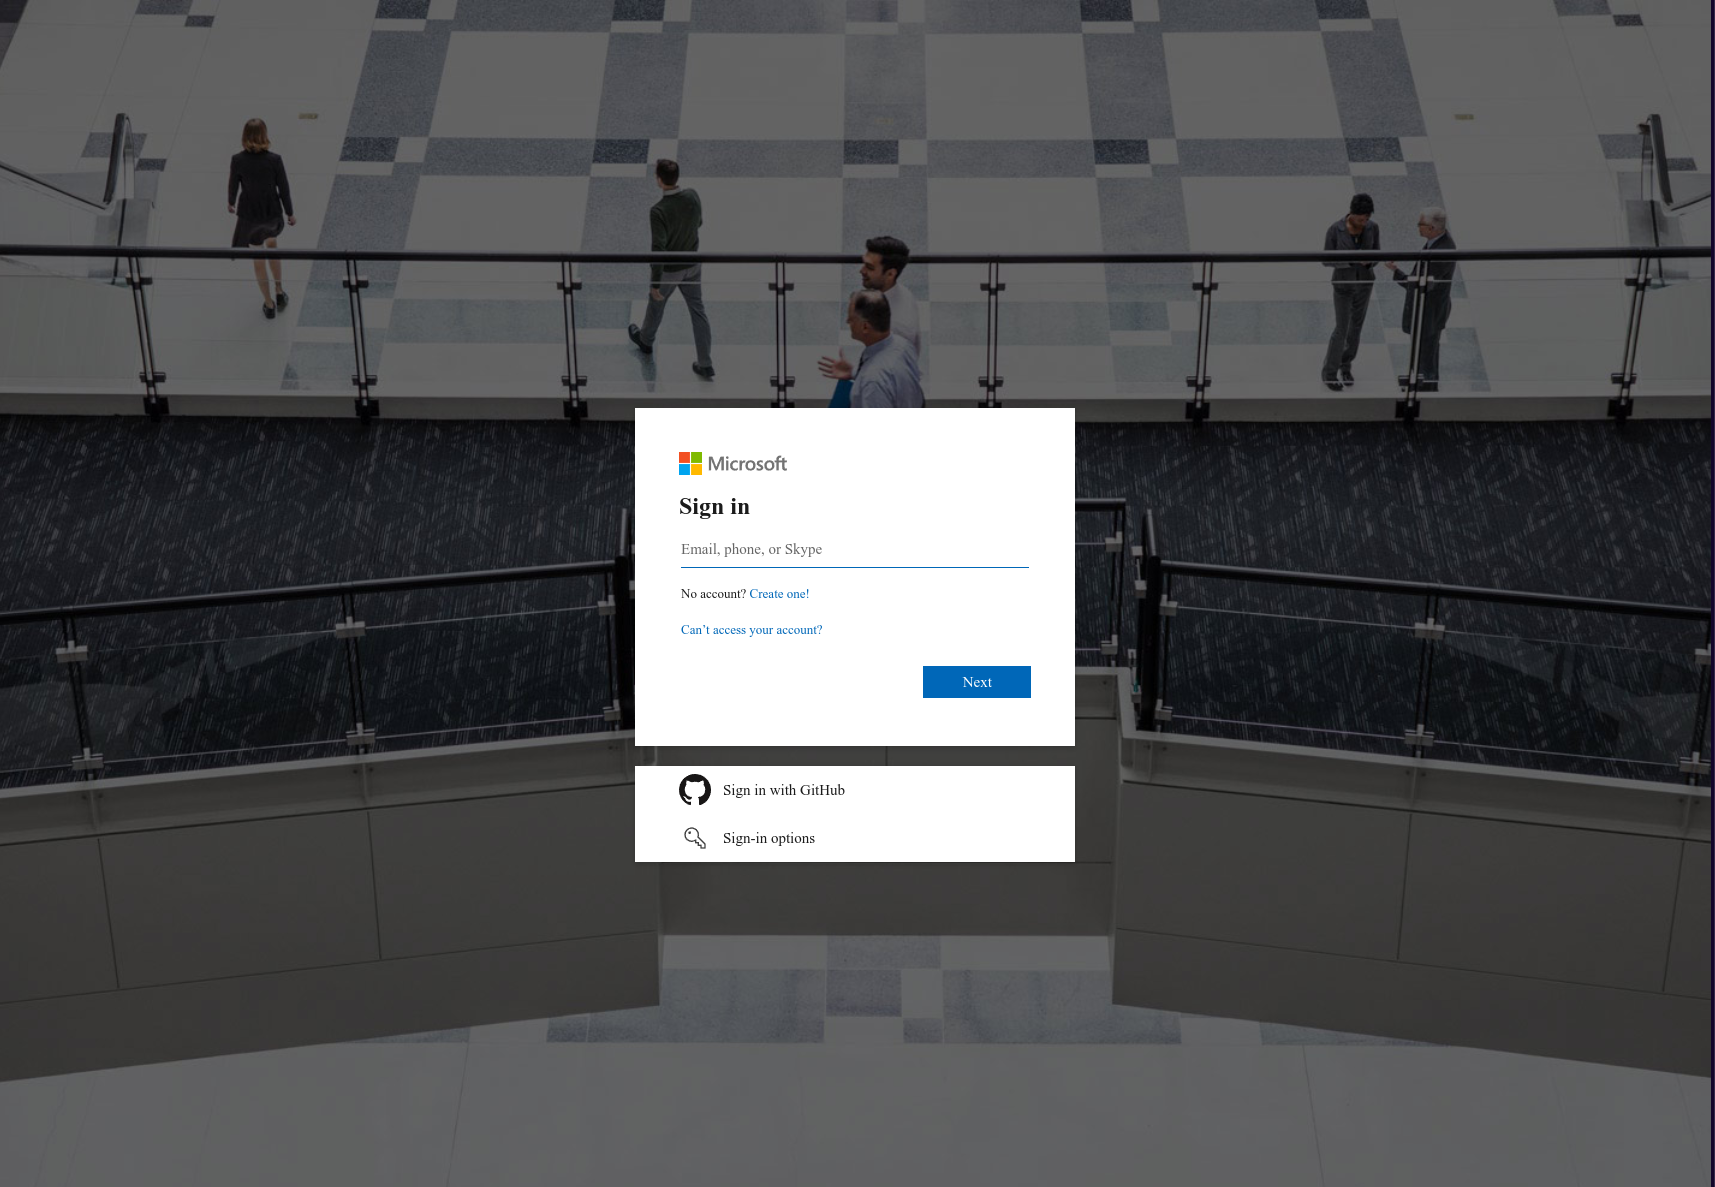 Microsoft
Sign in
Email, phone, or Skype
No account? Create one!
Can't access your account?
Next
Sign in with GitHub
Sign-in options